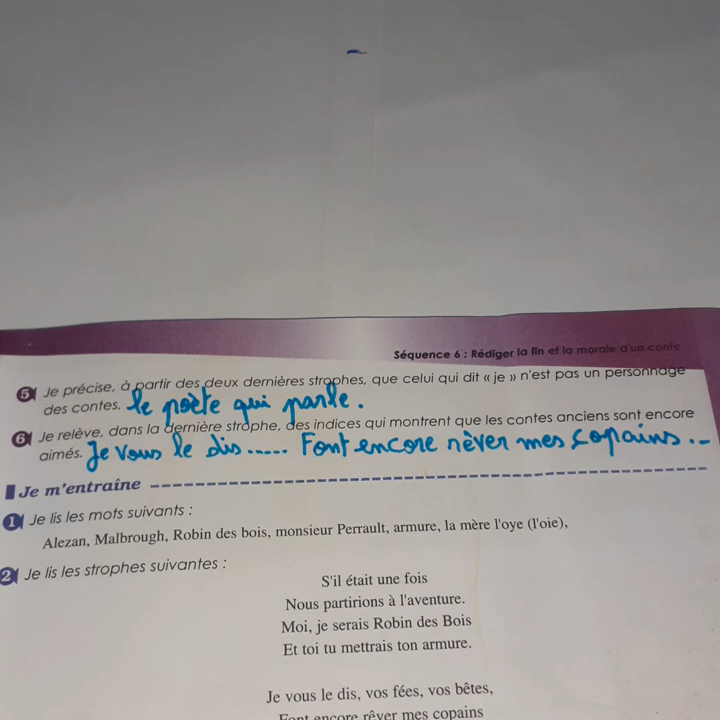 Séquence 6 : Rédiger la fin et la morale d'un conte
5 Je précise, à partir des deux dernières strophes, que celui qui dit « je » n'est pas un personnage
des contes. le poète qui parle.
6 Je relève, dans la dernière strophe, des indices qui montrent que les contes anciens sont encore
aimés. Je vous le dis..... Font encore rêver mes copains..
Je m'entraîne
1 Je lis les mots suivants :
Alezan, Malbrough, Robin des bois, monsieur Perrault, armure, la mère l'oye (l'oie),
2 Je lis les strophes suivantes :
S'il était une fois
Nous partirions à l'aventure.
Moi, je serais Robin des Bois
Et toi tu mettrais ton armure.
Je vous le dis, vos fées, vos bêtes,
Font encore rêver mes copains